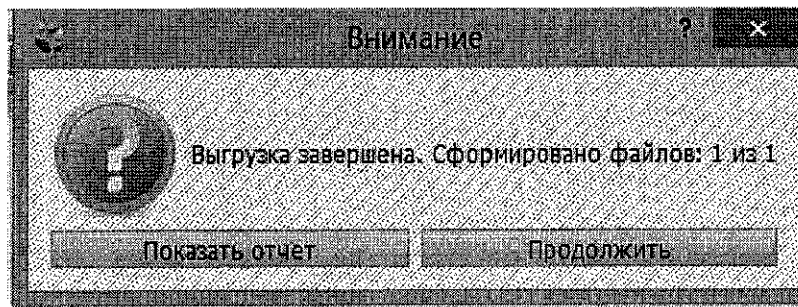 Внимание
?
Выгрузка завершена. Сформировано файлов: 1 из 1
Показать отчет
Продолжить